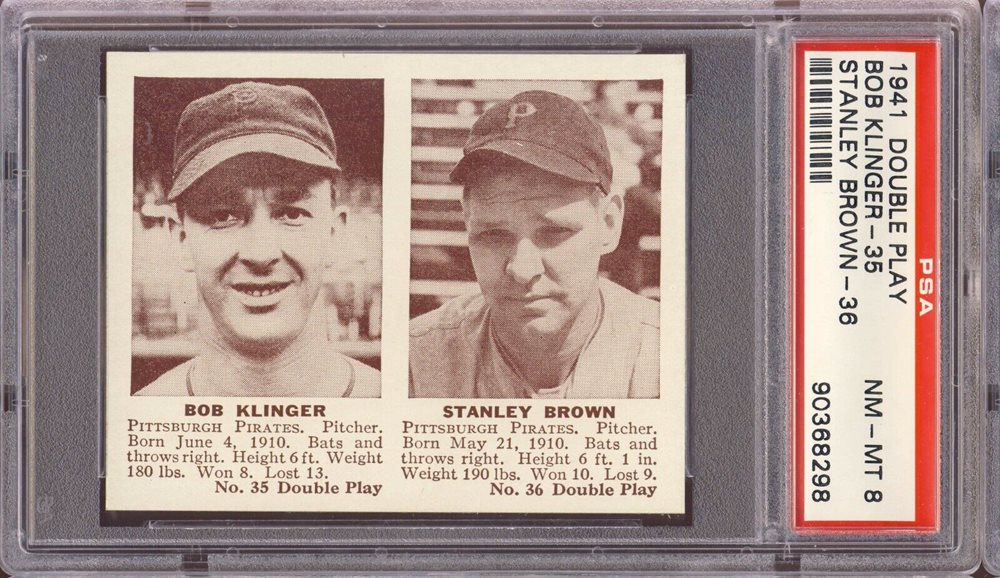 P
P
BOB KLINGER
PITTSBURGH PIRATES. Pitcher.
Born June 4, 1910. Bats and
throws right. Height 6 ft. Weight
180 lbs. Won 8. Lost 13.
No. 35 Double Play
STANLEY BROWN
PITTSBURGH PIRATES. Pitcher.
Born May 21, 1910. Bats and
throws right. Height 6 ft. 1 in.
Weight 190 lbs. Won 10. Lost 9.
No. 36 Double Play
PSA
1941 DOUBLE PLAY
BOB KLINGER-35
STANLEY BROWN-36
NM-MT 8
90368298